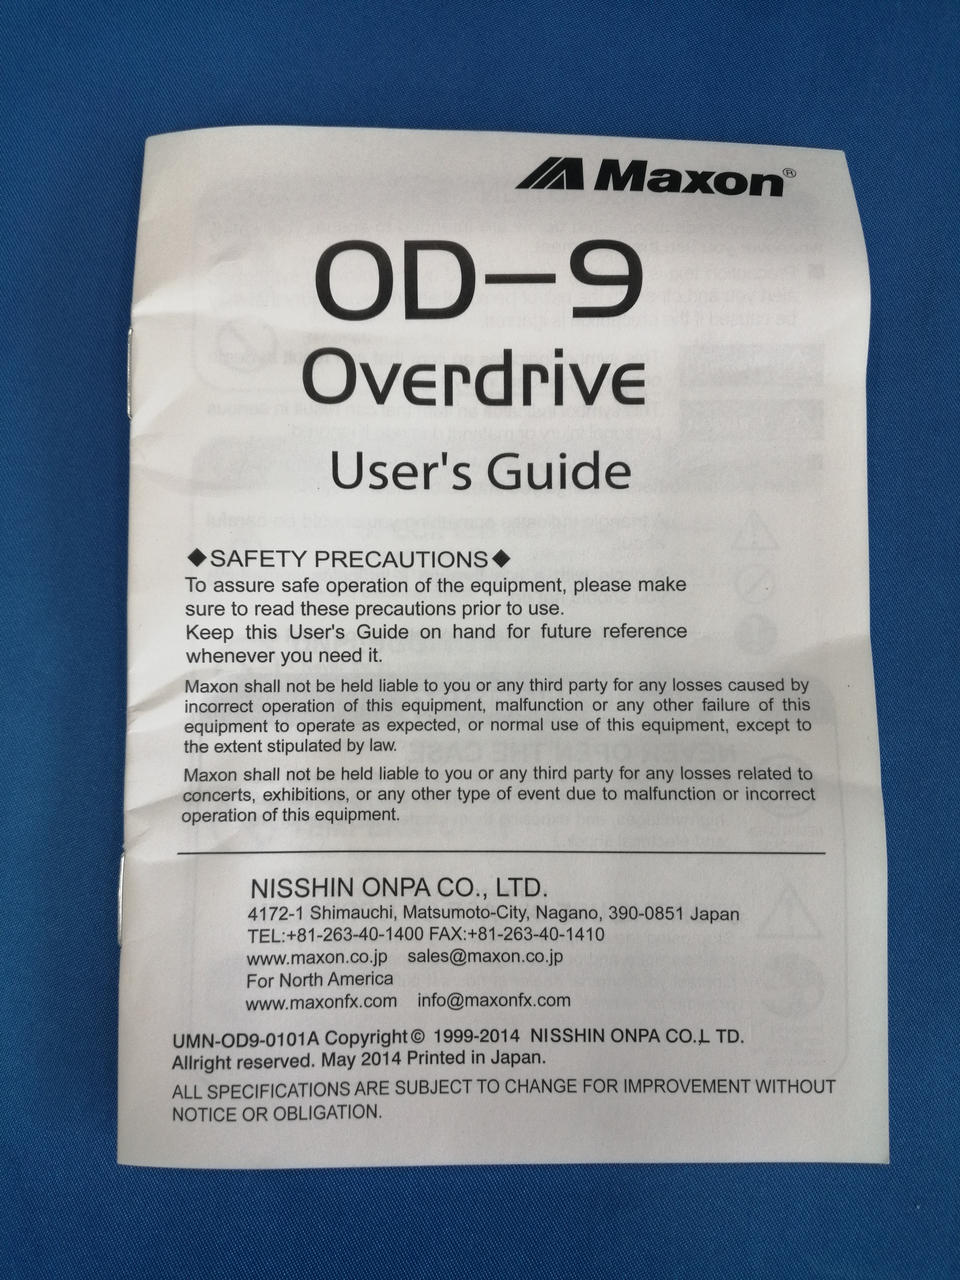 Maxon®
OD-9
Overdrive
User's Guide
◆SAFETY PRECAUTIONS◆
To assure safe operation of the equipment, please make
sure to read these precautions prior to use.
Keep this User's Guide on hand for future reference
whenever you need it.
Maxon shall not be held liable to you or any third party for any losses caused by
incorrect operation of this equipment, malfunction or any other failure of this
equipment to operate as expected, or normal use of this equipment, except to
the extent stipulated by law.
Maxon shall not be held liable to you or any third party for any losses related to
concerts, exhibitions, or any other type of event due to malfunction or incorrect
operation of this equipment.
NISSHIN ONPA CO., LTD.
4172-1 Shimauchi, Matsumoto-City, Nagano, 390-0851 Japan
TEL:+81-263-40-1400 FAX:+81-263-40-1410
www.maxon.co.jp sales@maxon.co.jp
For North America
www.maxonfx.com info@maxonfx.com
UMN-OD9-0101A Copyright© 1999-2014 NISSHIN ONPA CO.,L TD.
Allright reserved. May 2014 Printed in Japan.
ALL SPECIFICATIONS ARE SUBJECT TO CHANGE FOR IMPROVEMENT WITHOUT
NOTICE OR OBLIGATION.